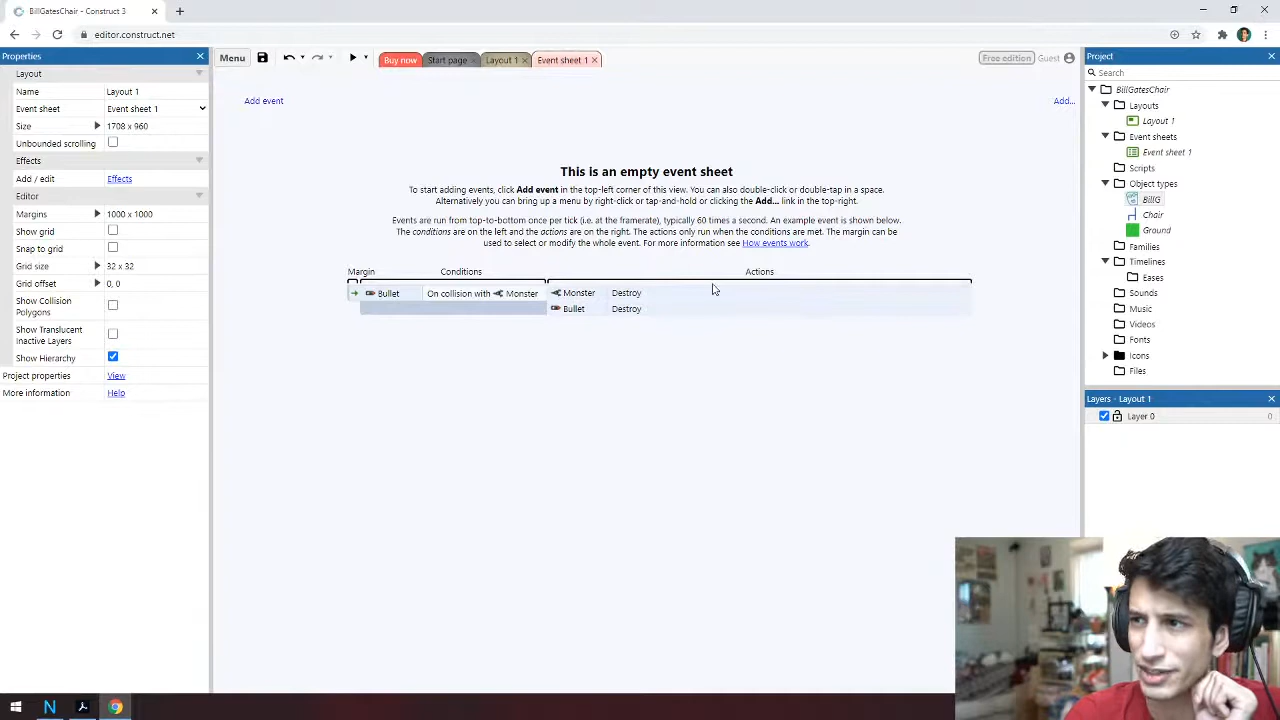 BillGatesChair - Construct 3
editor.construct.net
Properties
Layout
Name Layout 1
Event sheet Event sheet 1
Size 1708 x 960
Unbounded scrolling
Effects
Add / edit Effects
Editor
Margins 1000 x 1000
Show grid
Snap to grid
Grid size 32 x 32
Grid offset 0, 0
Show Collision
Polygons
Show Translucent
Inactive Layers
Show Hierarchy
Project properties View
More information Help
Menu
Buy now
Start page
Layout 1
Event sheet 1
Free edition Guest
Add event Add...
This is an empty event sheet
To start adding events, click Add event in the top-left corner of this view. You can also double-click or double-tap in a space.
Alternatively you can bring up a menu by right-click or tap-and-hold or clicking the Add... link in the top-right.
Events are run from top-to-bottom once per tick (i.e. at the framerate), typically 60 times a second. An example event is shown below.
The conditions are on the left and the actions are on the right. The actions only run when the conditions are met. The margin can be
used to select or modify the whole event. For more information see How events work.
Margin Conditions Actions
Bullet On collision with Monster Monster Destroy
Bullet Destroy
Project
Search
BillGatesChair
Layouts
Layout 1
Event sheets
Event sheet 1
Scripts
Object types
BillG
Chair
Ground
Families
Timelines
Eases
Sounds
Music
Videos
Fonts
Icons
Files
Layers - Layout 1
Layer 0 0